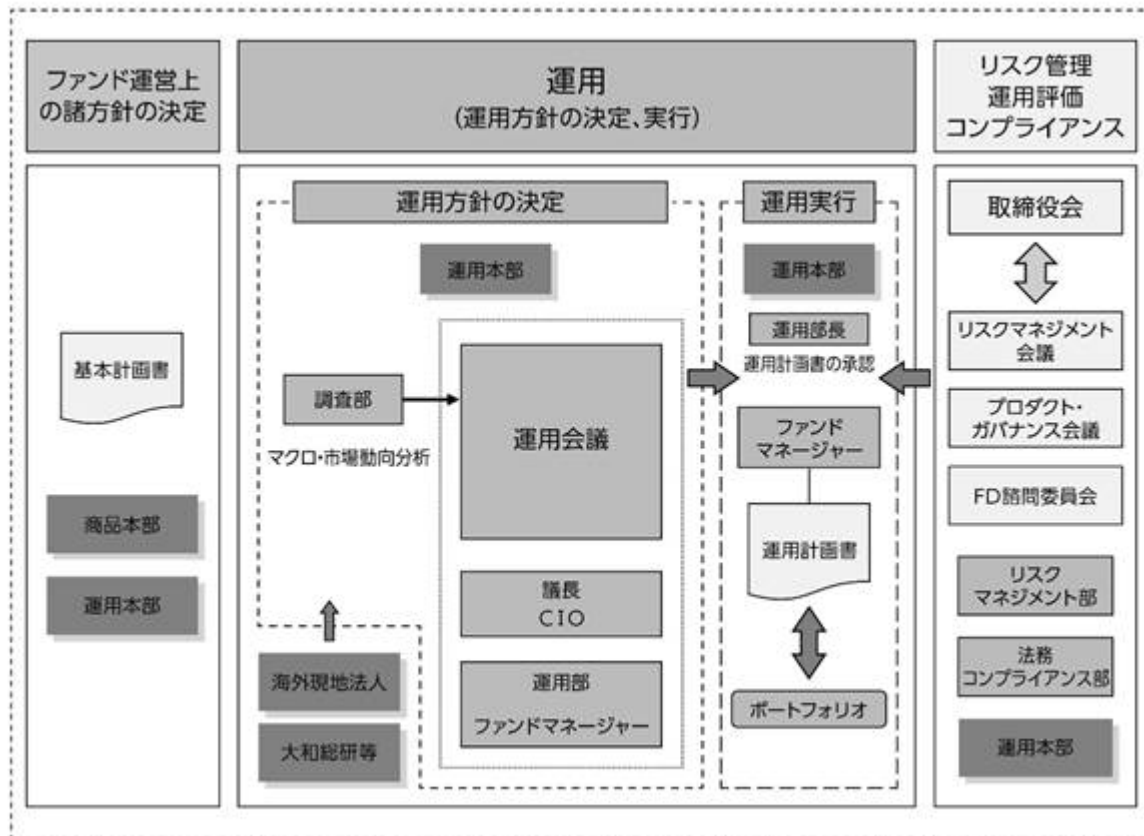 ファンド運営上
の諸方針の決定
基本計画書
商品本部
運用本部
運用
(運用方針の決定、実行)
運用方針の決定
運用本部
調査部
マクロ・市場動向分析
運用会議
議長
CIO
運用部
ファンドマネージャー
海外現地法人
大和総研等
運用実行
運用本部
運用部長
運用計画書の承認
ファンド
マネージャー
運用計画書
ポートフォリオ
リスク管理
運用評価
コンプライアンス
取締役会
リスクマネジメント
会議
プロダクト・
ガバナンス会議
FD諮問委員会
リスク
マネジメント部
法務
コンプライアンス部
運用本部